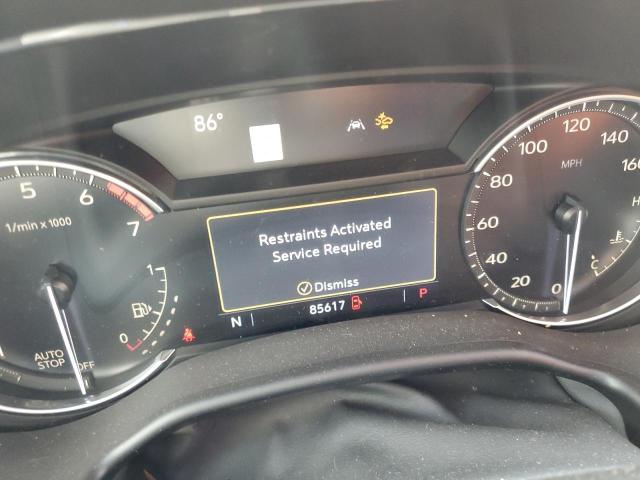 86°
5 6 7
1/min x 1000
1
0
AUTO
STOP OFF
Restraints Activated
Service Required
Dismiss
N 85617 P
0 20 40 60 80 100 120 140 160
MPH
H
C